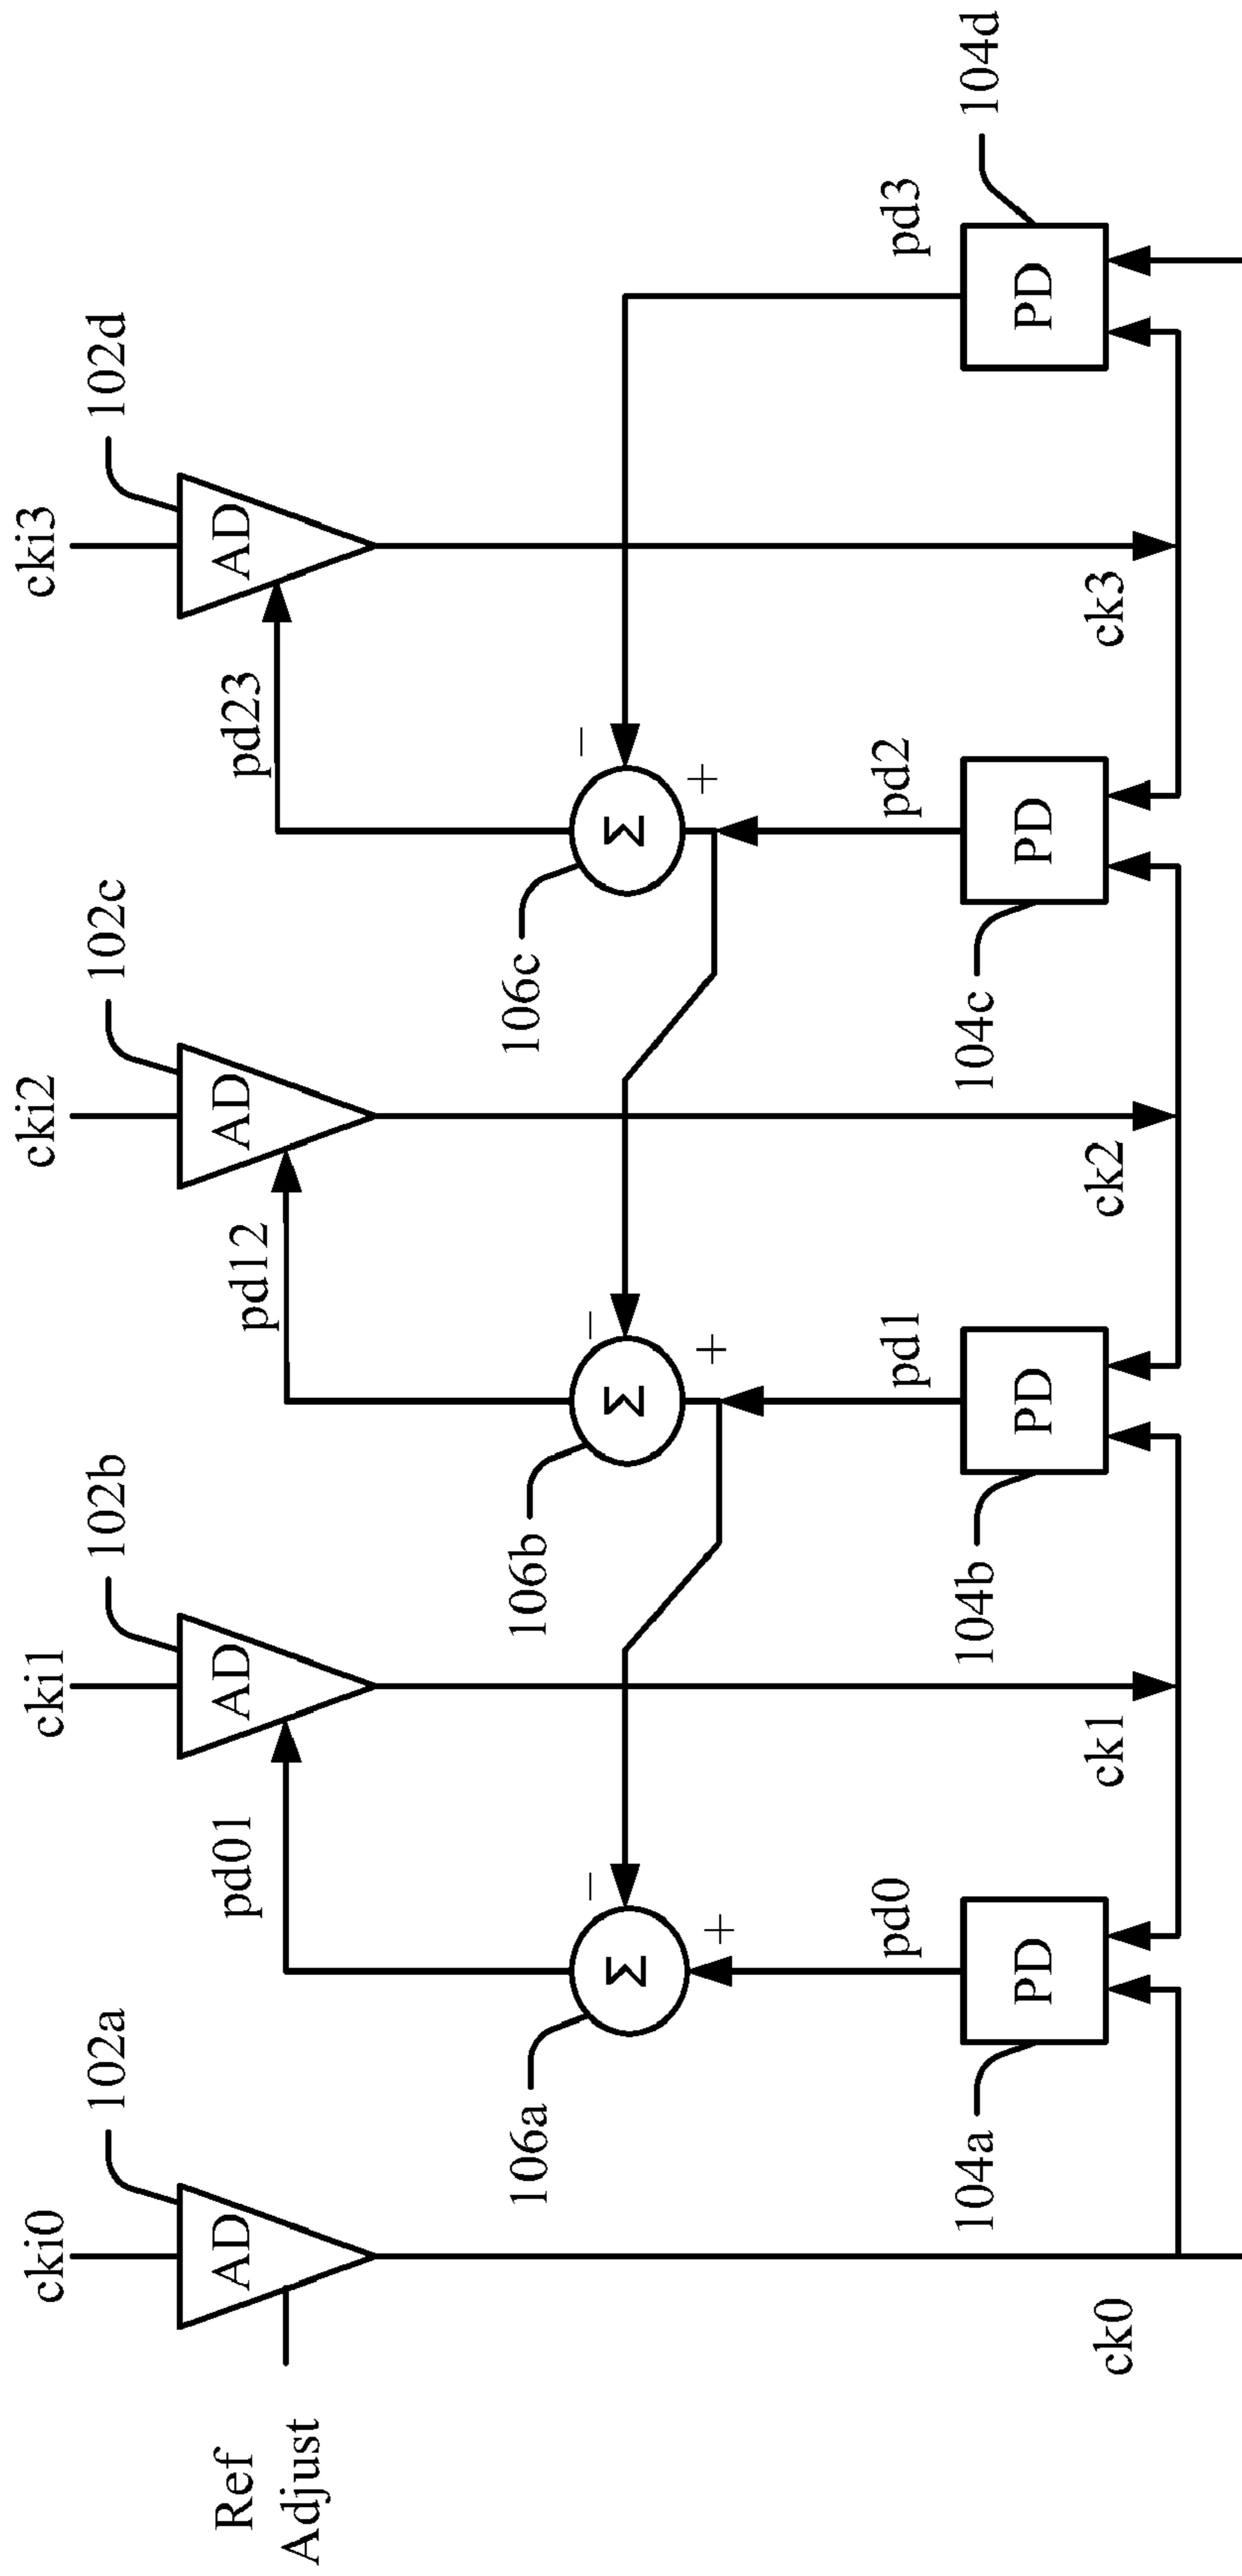 cki0
cki1
cki2
cki3
102a
102b
102c
102d
AD
AD
AD
AD
Ref
Adjust
pd01
pd12
pd23
106a
106b
106c
Σ
Σ
Σ
−
−
−
+
+
+
pd0
pd1
pd2
pd3
104a
104b
104c
104d
PD
PD
PD
PD
ck0
ck1
ck2
ck3